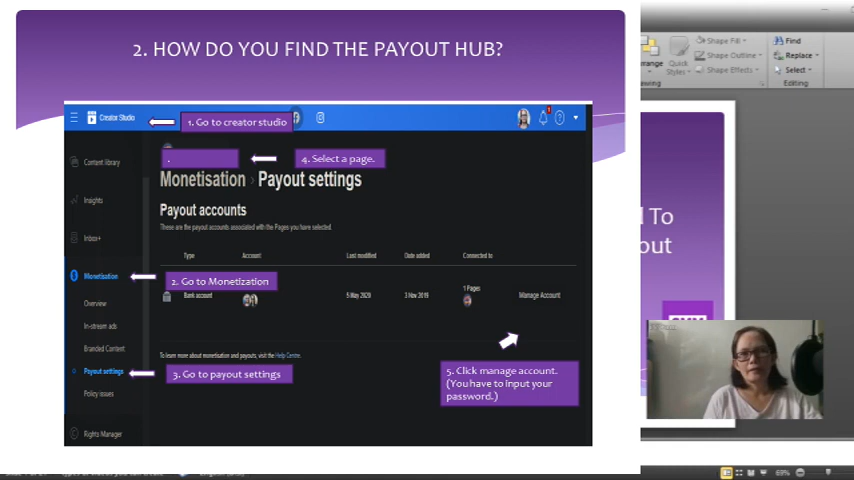 2. HOW DO YOU FIND THE PAYOUT HUB?
Creator Studio
1. Go to creator studio
Content library
4. Select a page.
Monetisation › Payout settings
Insights
Payout accounts
These are the payout accounts associated with the Pages you have selected.
Inbox+
Type Account Last modified Date added Connected to
Monetisation
2. Go to Monetization
Bank account 5 May 2020 3 Nov 2019 1 Pages Manage Account
Overview
In-stream ads
Branded Content
To learn more about monetisation and payouts, visit the Help Centre.
Payout settings
3. Go to payout settings
5. Click manage account.
(You have to input your
password.)
Policy issues
Rights Manager
Shape Fill
Shape Outline
Shape Effects
Quick
Styles
Find
Replace
Select
Editing
To
out
69%